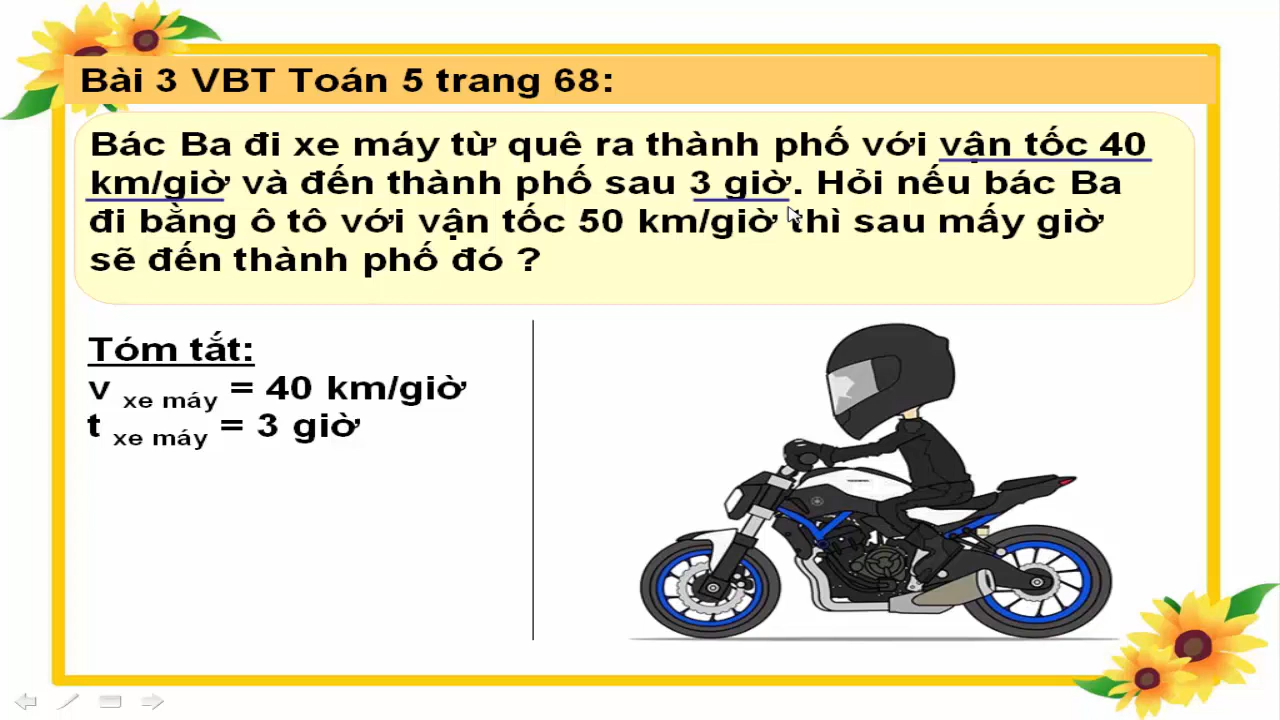 Bài 3 VBT Toán 5 trang 68:
Bác Ba đi xe máy từ quê ra thành phố với vận tốc 40
km/giờ và đến thành phố sau 3 giờ. Hỏi nếu bác Ba
đi bằng ô tô với vận tốc 50 km/giờ thì sau mấy giờ
sẽ đến thành phố đó ?
Tóm tắt:
v xe máy = 40 km/giờ
t xe máy = 3 giờ